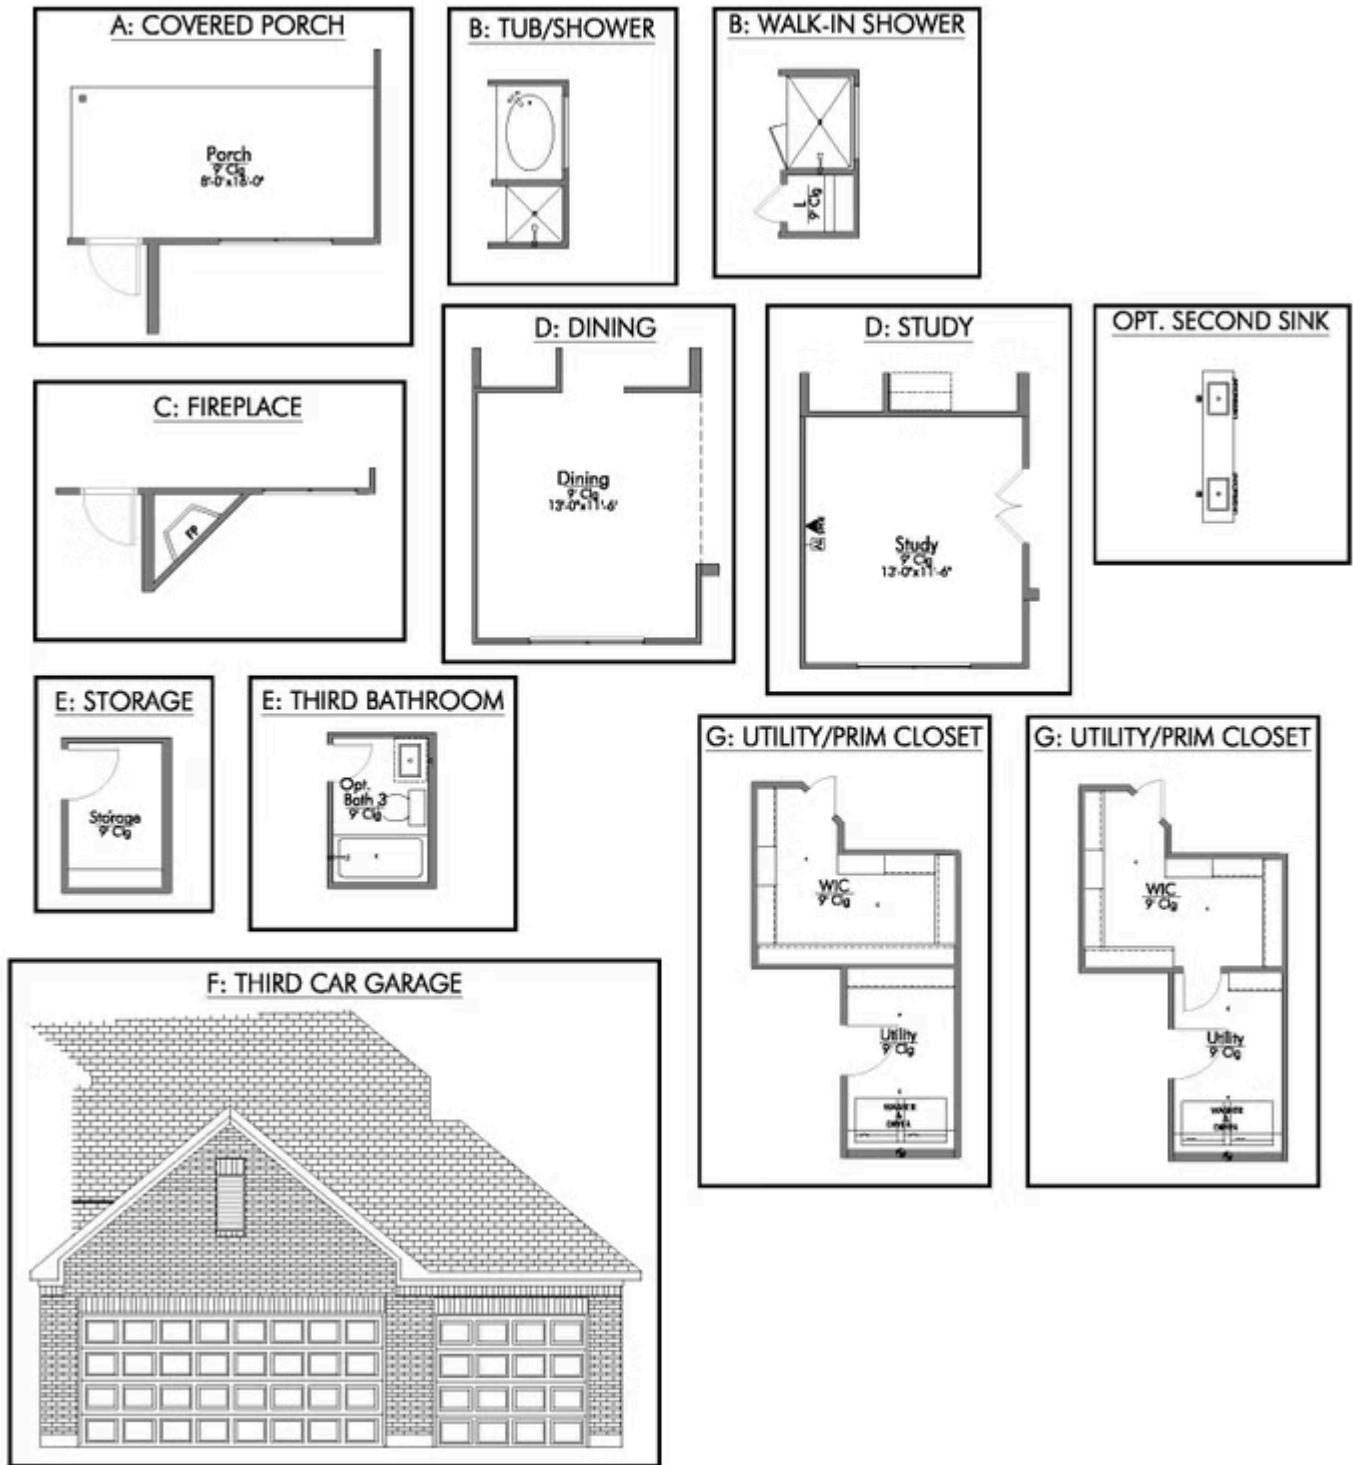 A: COVERED PORCH
Porch
9' Clg
8'-0"x16'-0"
B: TUB/SHOWER
B: WALK-IN SHOWER
L
9' Clg
C: FIREPLACE
FP
D: DINING
Dining
9' Clg
13'-0"x11'-6"
D: STUDY
Study
9' Clg
13'-0"x11'-6"
OPT. SECOND SINK
E: STORAGE
Storage
9' Clg
E: THIRD BATHROOM
Opt.
Bath 3
9' Clg
G: UTILITY/PRIM CLOSET
WIC
9' Clg
Utility
9' Clg
WASHER
&
DRYER
G: UTILITY/PRIM CLOSET
WIC
9' Clg
Utility
9' Clg
WASHER
&
DRYER
F: THIRD CAR GARAGE